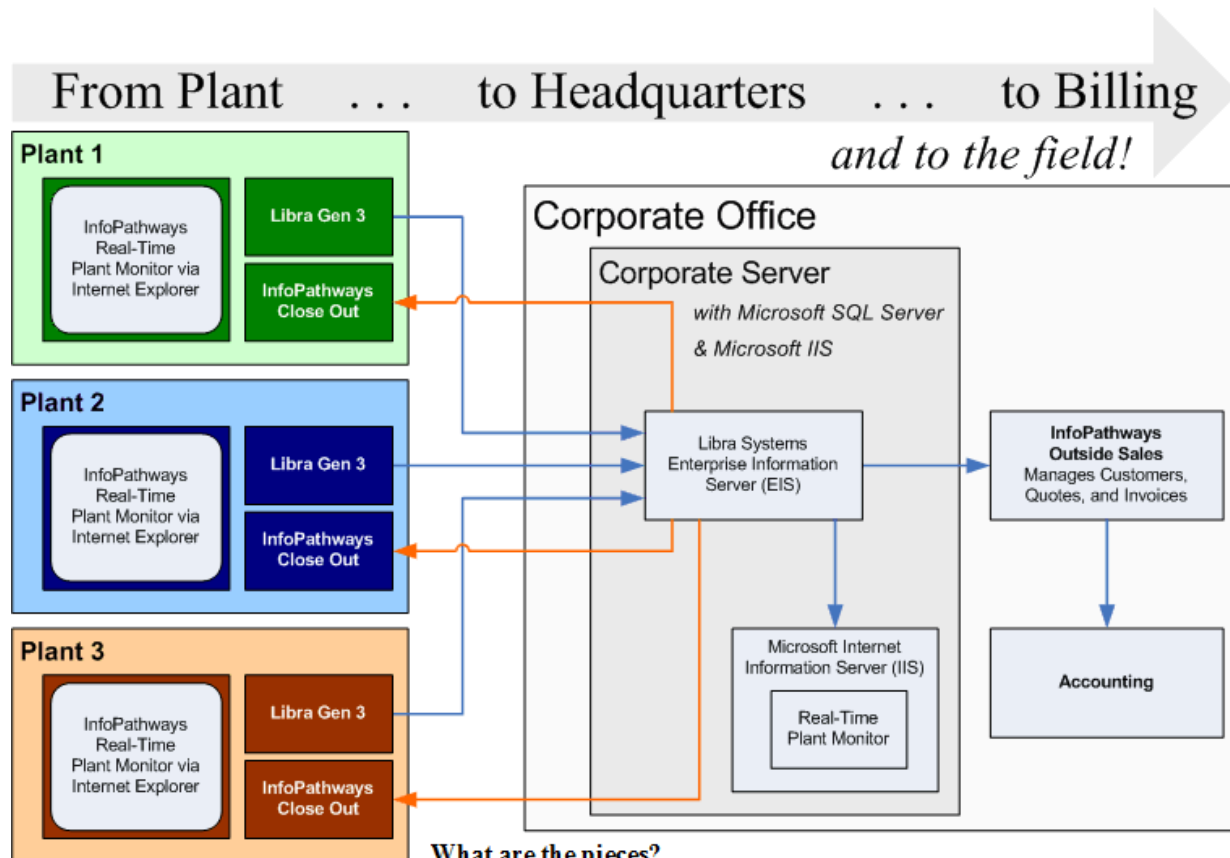 From Plant . . . to Headquarters . . . to Billing
and to the field!
Plant 1
InfoPathways
Real-Time
Plant Monitor via
Internet Explorer
Libra Gen 3
InfoPathways
Close Out
Plant 2
InfoPathways
Real-Time
Plant Monitor via
Internet Explorer
Libra Gen 3
InfoPathways
Close Out
Plant 3
InfoPathways
Real-Time
Plant Monitor via
Internet Explorer
Libra Gen 3
InfoPathways
Close Out
Corporate Office
Corporate Server
with Microsoft SQL Server
& Microsoft IIS
Libra Systems
Enterprise Information
Server (EIS)
InfoPathways
Outside Sales
Manages Customers,
Quotes, and Invoices
Microsoft Internet
Information Server (IIS)
Real-Time
Plant Monitor
Accounting
What are the pieces?